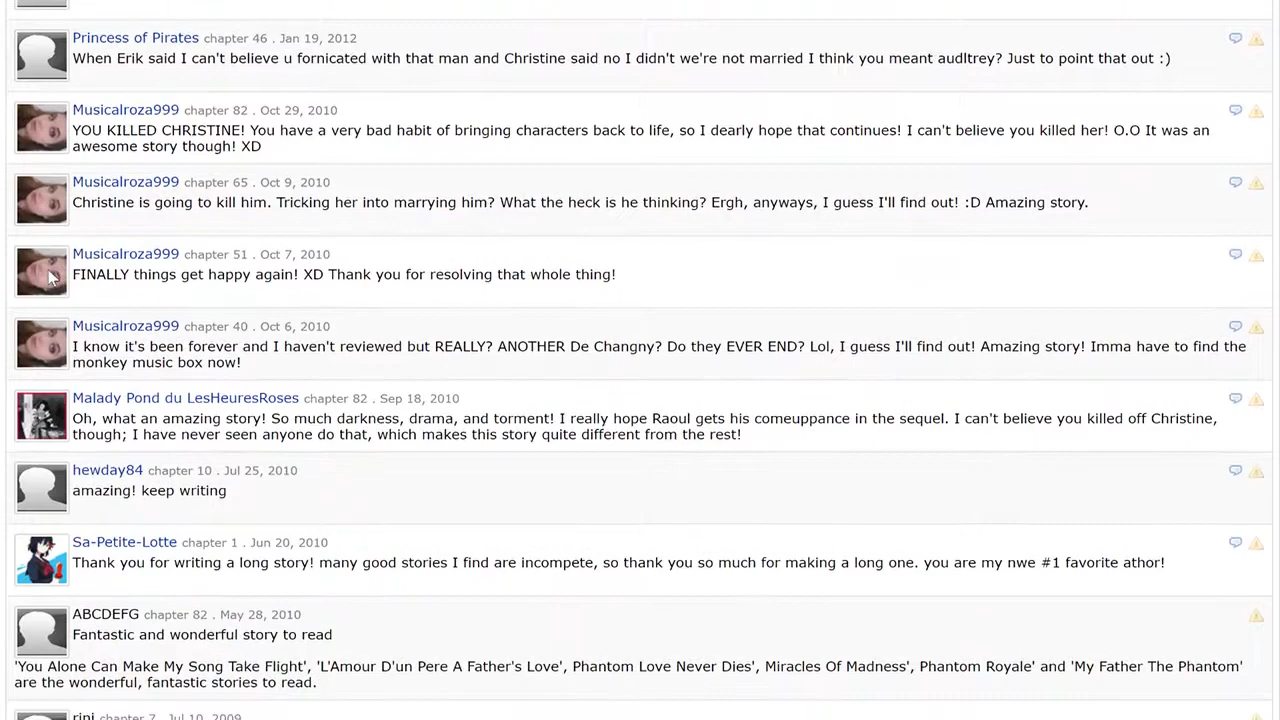 Princess of Pirates chapter 46 . Jan 19, 2012
When Erik said I can't believe u fornicated with that man and Christine said no I didn't we're not married I think you meant audltrey? Just to point that out :)
Musicalroza999 chapter 82 . Oct 29, 2010
YOU KILLED CHRISTINE! You have a very bad habit of bringing characters back to life, so I dearly hope that continues! I can't believe you killed her! O.O It was an
awesome story though! XD
Musicalroza999 chapter 65 . Oct 9, 2010
Christine is going to kill him. Tricking her into marrying him? What the heck is he thinking? Ergh, anyways, I guess I'll find out! :D Amazing story.
Musicalroza999 chapter 51 . Oct 7, 2010
FINALLY things get happy again! XD Thank you for resolving that whole thing!
Musicalroza999 chapter 40 . Oct 6, 2010
I know it's been forever and I haven't reviewed but REALLY? ANOTHER De Changny? Do they EVER END? Lol, I guess I'll find out! Amazing story! Imma have to find the
monkey music box now!
Malady Pond du LesHeuresRoses chapter 82 . Sep 18, 2010
Oh, what an amazing story! So much darkness, drama, and torment! I really hope Raoul gets his comeuppance in the sequel. I can't believe you killed off Christine,
though; I have never seen anyone do that, which makes this story quite different from the rest!
hewday84 chapter 10 . Jul 25, 2010
amazing! keep writing
Sa-Petite-Lotte chapter 1 . Jun 20, 2010
Thank you for writing a long story! many good stories I find are incompete, so thank you so much for making a long one. you are my nwe #1 favorite athor!
ABCDEFG chapter 82 . May 28, 2010
Fantastic and wonderful story to read
'You Alone Can Make My Song Take Flight', 'L'Amour D'un Pere A Father's Love', Phantom Love Never Dies', Miracles Of Madness', Phantom Royale' and 'My Father The Phantom'
are the wonderful, fantastic stories to read.
rini chapter 7 . Jul 10, 2009